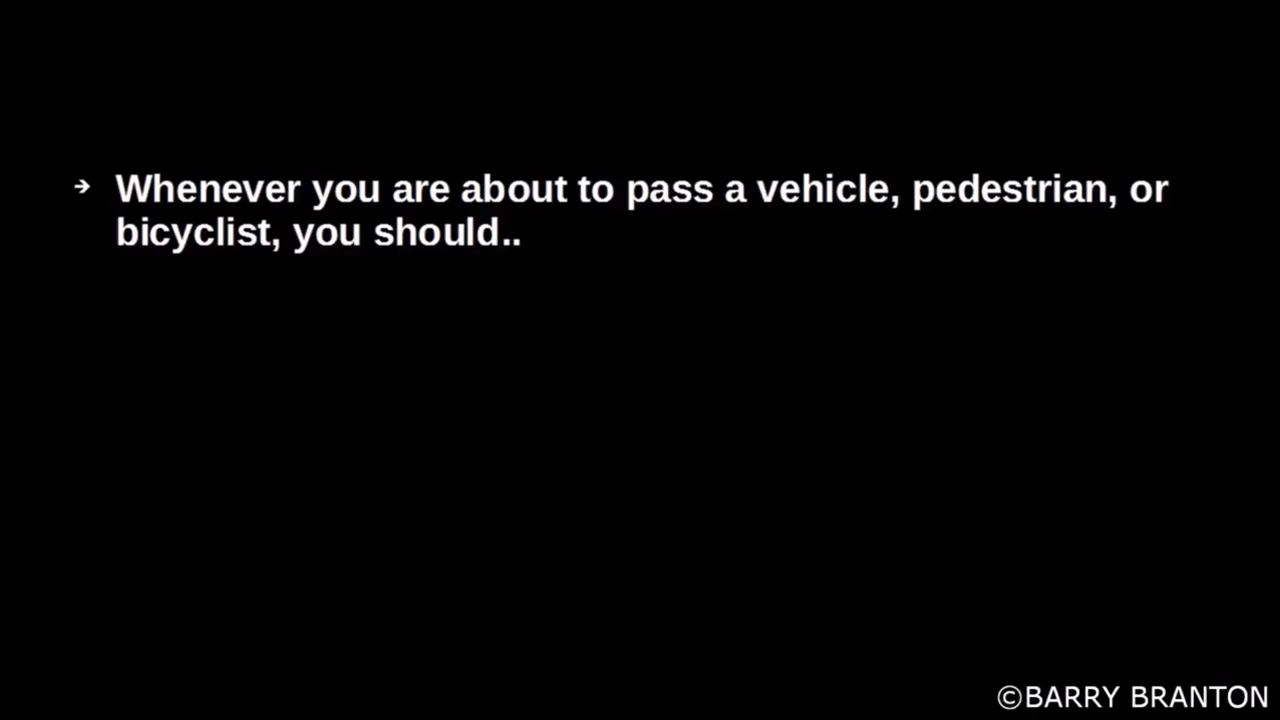 ➔ Whenever you are about to pass a vehicle, pedestrian, or
bicyclist, you should..
©BARRY BRANTON